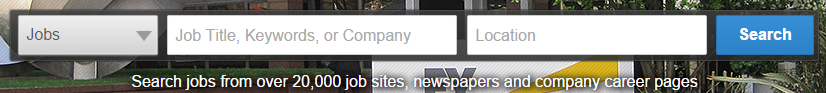 Jobs Job Title, Keywords, or Company Location Search
EY
Search jobs from over 20,000 job sites, newspapers and company career pages